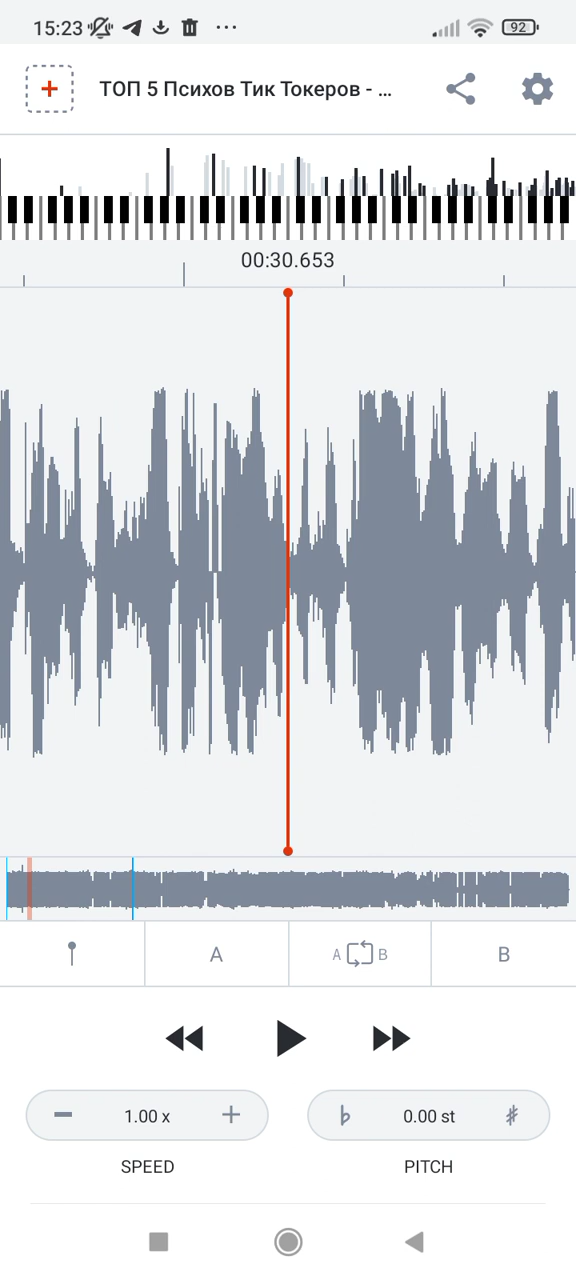 15:23 ... 92
ТОП 5 Психов Тик Токеров - ...
00:30.653
A A B B
1.00 x 0.00 st
SPEED PITCH